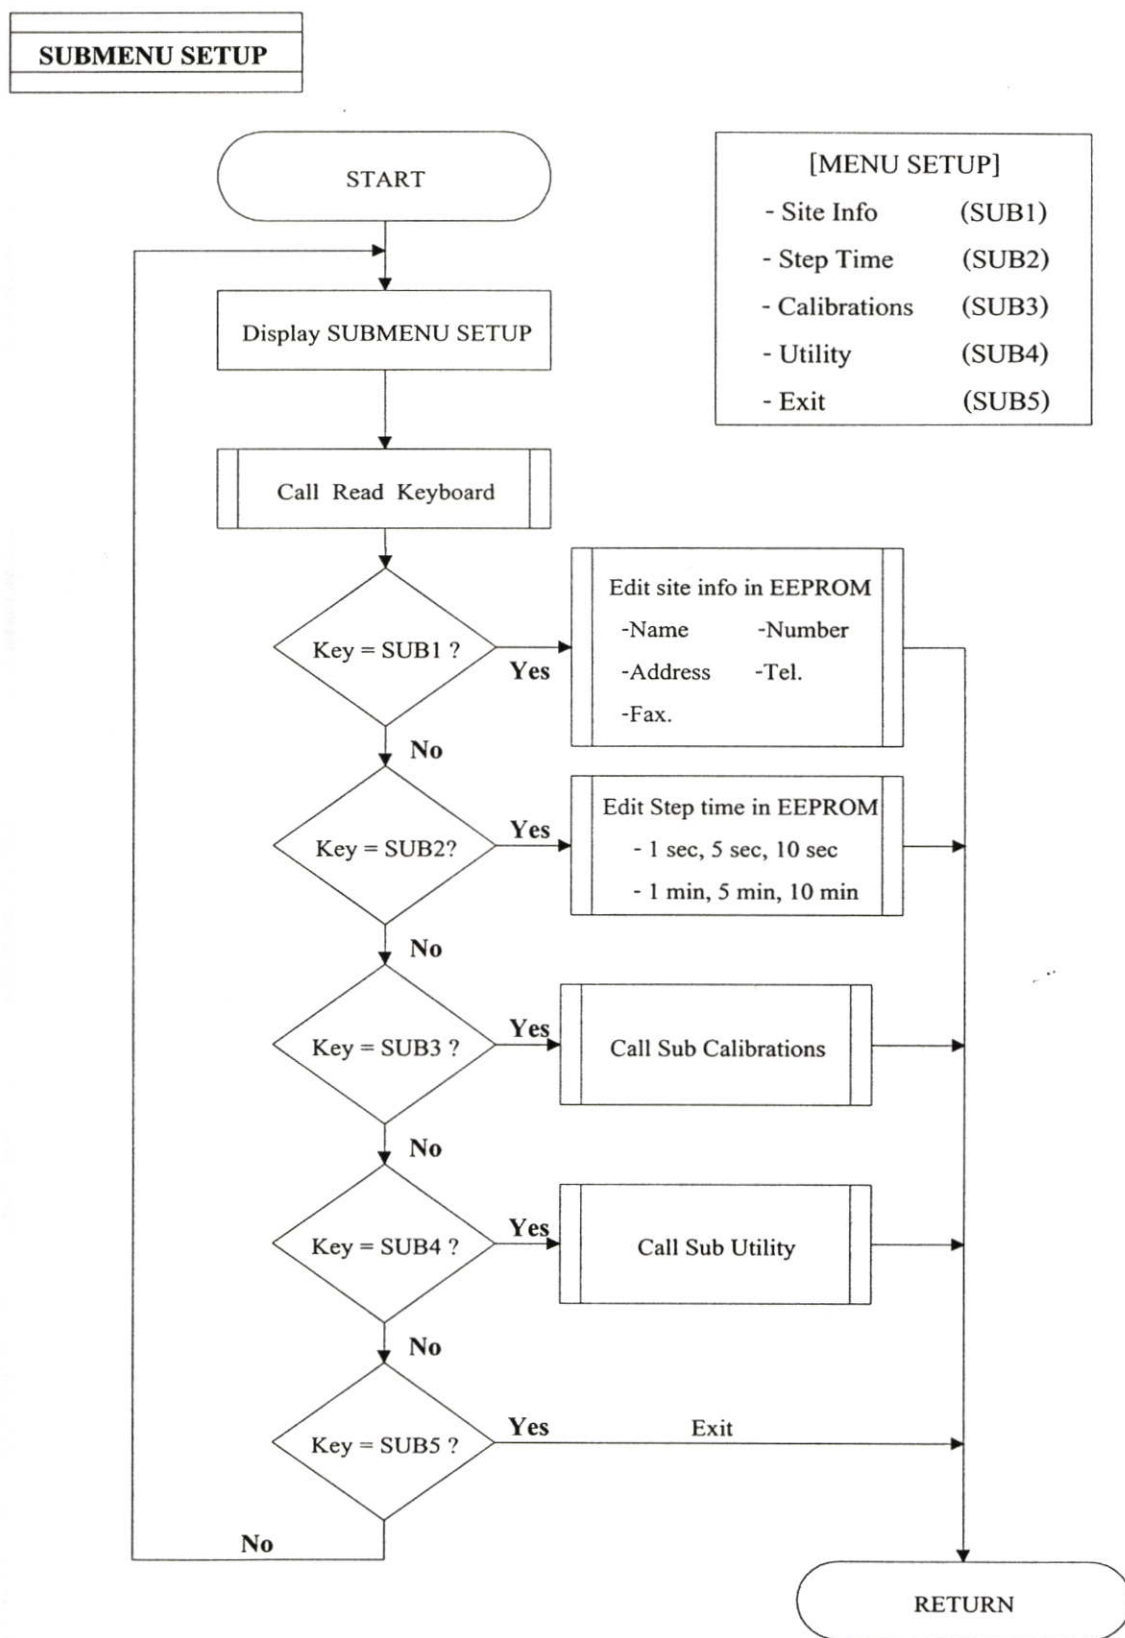 SUBMENU SETUP
START
[MENU SETUP]
- Site Info (SUB1)
- Step Time (SUB2)
- Calibrations (SUB3)
- Utility (SUB4)
- Exit (SUB5)
Display SUBMENU SETUP
Call Read Keyboard
Key = SUB1 ?
Yes
Edit site info in EEPROM
-Name -Number
-Address -Tel.
-Fax.
No
Key = SUB2?
Yes
Edit Step time in EEPROM
- 1 sec, 5 sec, 10 sec
- 1 min, 5 min, 10 min
No
Key = SUB3 ?
Yes
Call Sub Calibrations
No
Key = SUB4 ?
Yes
Call Sub Utility
No
Key = SUB5 ?
Yes
Exit
No
RETURN